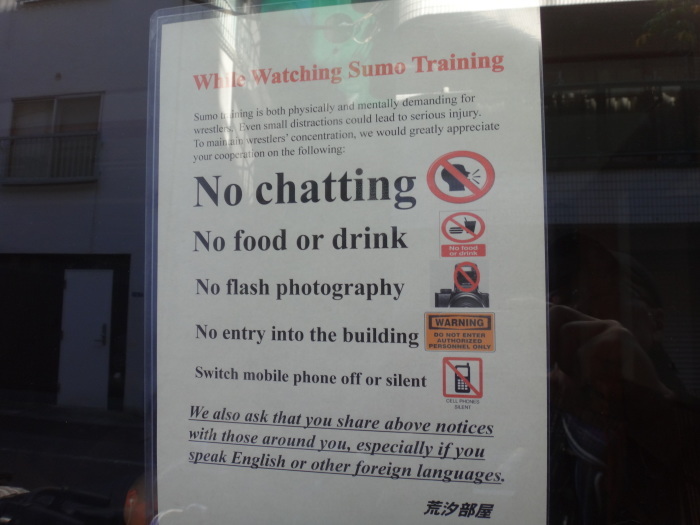 While Watching Sumo Training
Sumo training is both physically and mentally demanding for
wrestlers. Even small distractions could lead to serious injury.
To maintain wrestlers' concentration, we would greatly appreciate
your cooperation on the following:
No chatting
No food or drink
No food
or drink
No flash photography
No entry into the building
WARNING
DO NOT ENTER
AUTHORIZED
PERSONNEL ONLY
Switch mobile phone off or silent
CELL PHONES
SILENT
We also ask that you share above notices
with those around you, especially if you
speak English or other foreign languages.
荒汐部屋